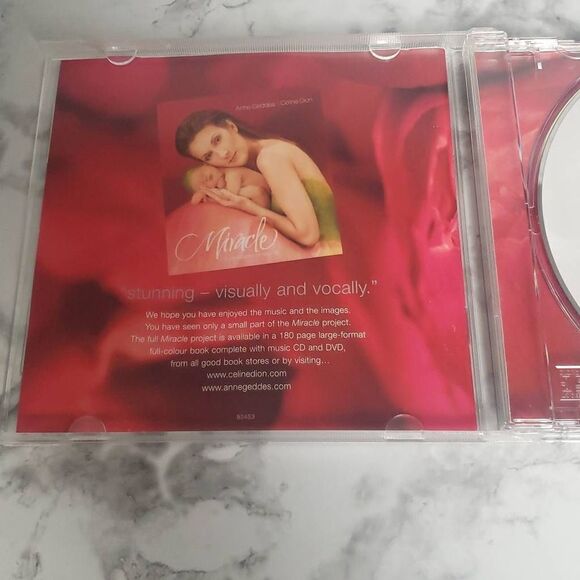 Anne Geddes Celine Dion
Miracle
"stunning – visually and vocally."
We hope you have enjoyed the music and the images.
You have seen only a small part of the Miracle project.
The full Miracle project is available in a 180 page large-format
full-colour book complete with music CD and DVD,
from all good book stores or by visiting...
www.celinedion.com
www.annegeddes.com